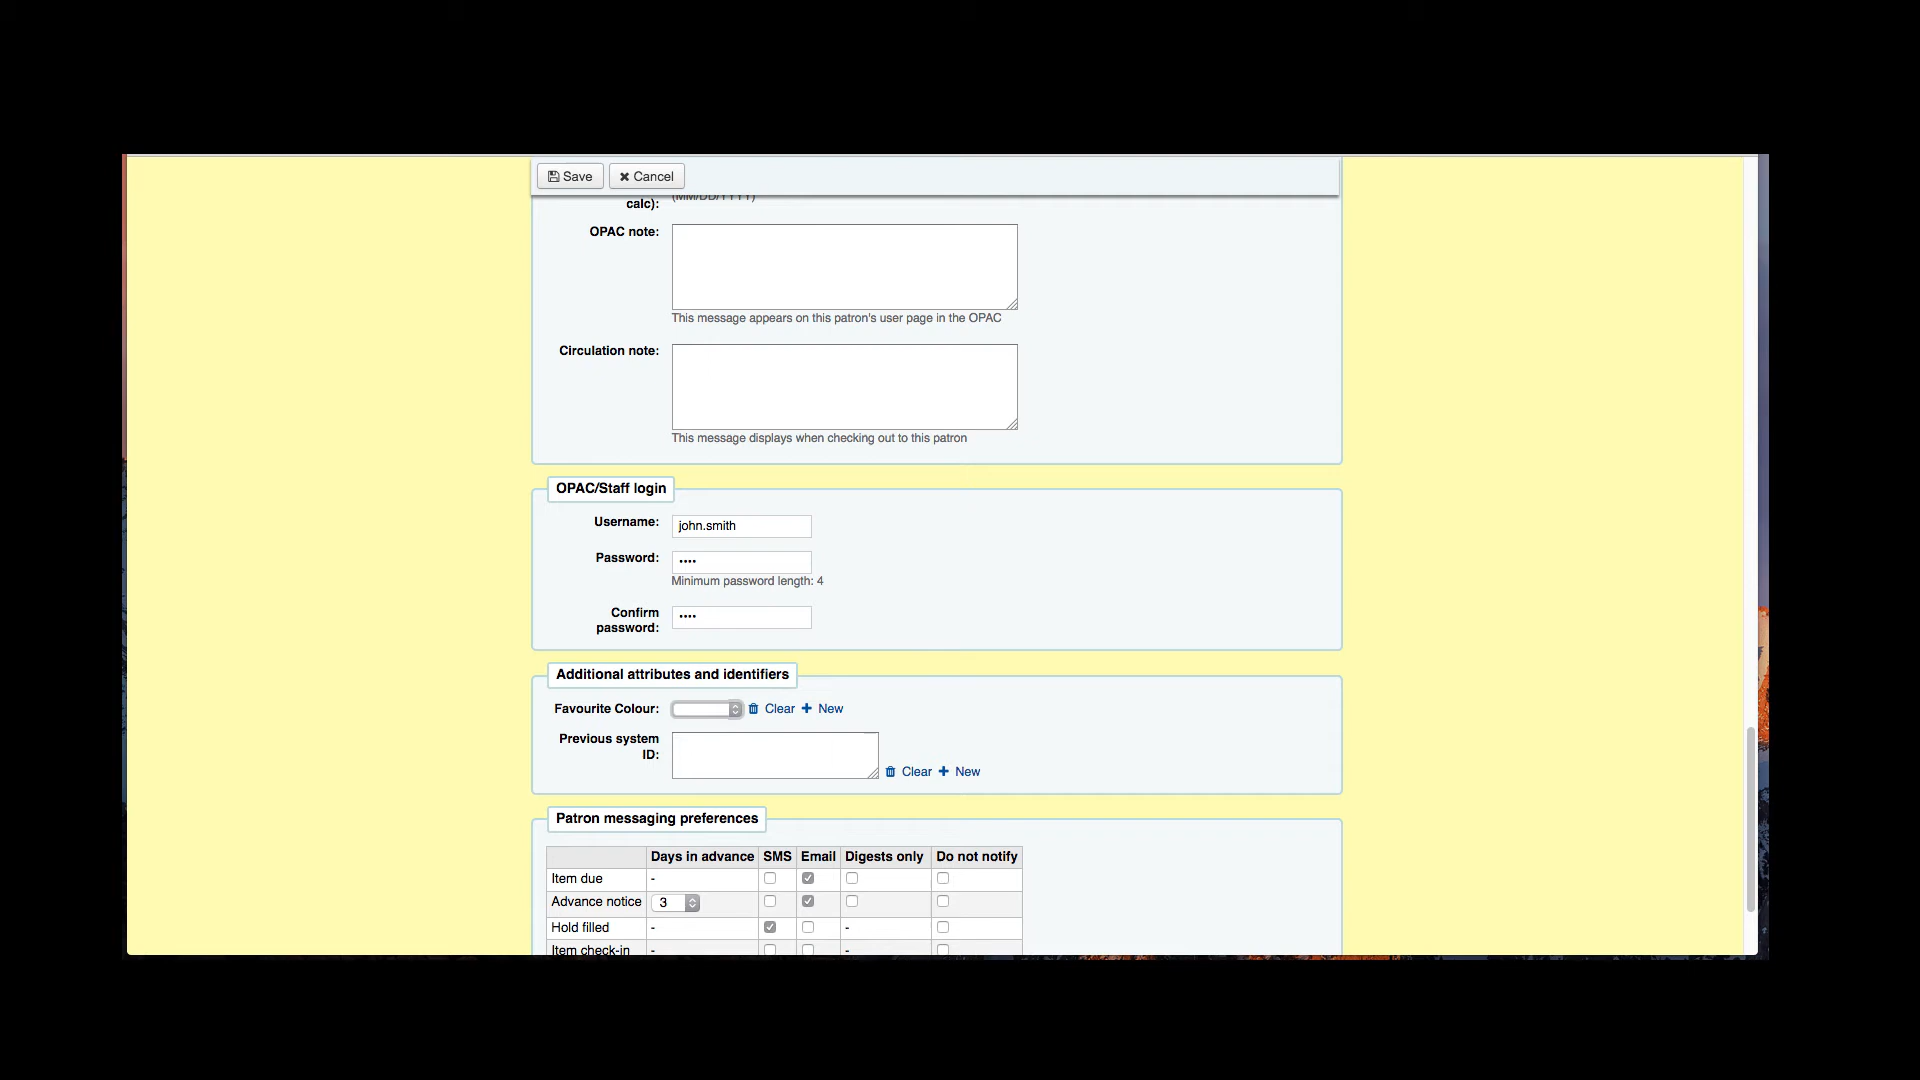 Save Cancel
calc): (MM/DD/YYYY)
OPAC note:
This message appears on this patron's user page in the OPAC
Circulation note:
This message displays when checking out to this patron
OPAC/Staff login
Username: john.smith
Password: ••••
Minimum password length: 4
Confirm
password: ••••
Additional attributes and identifiers
Favourite Colour: Clear + New
Previous system
ID:
Clear + New
Patron messaging preferences
Days in advance SMS Email Digests only Do not notify
Item due -
Advance notice 3
Hold filled - -
Item check-in - -